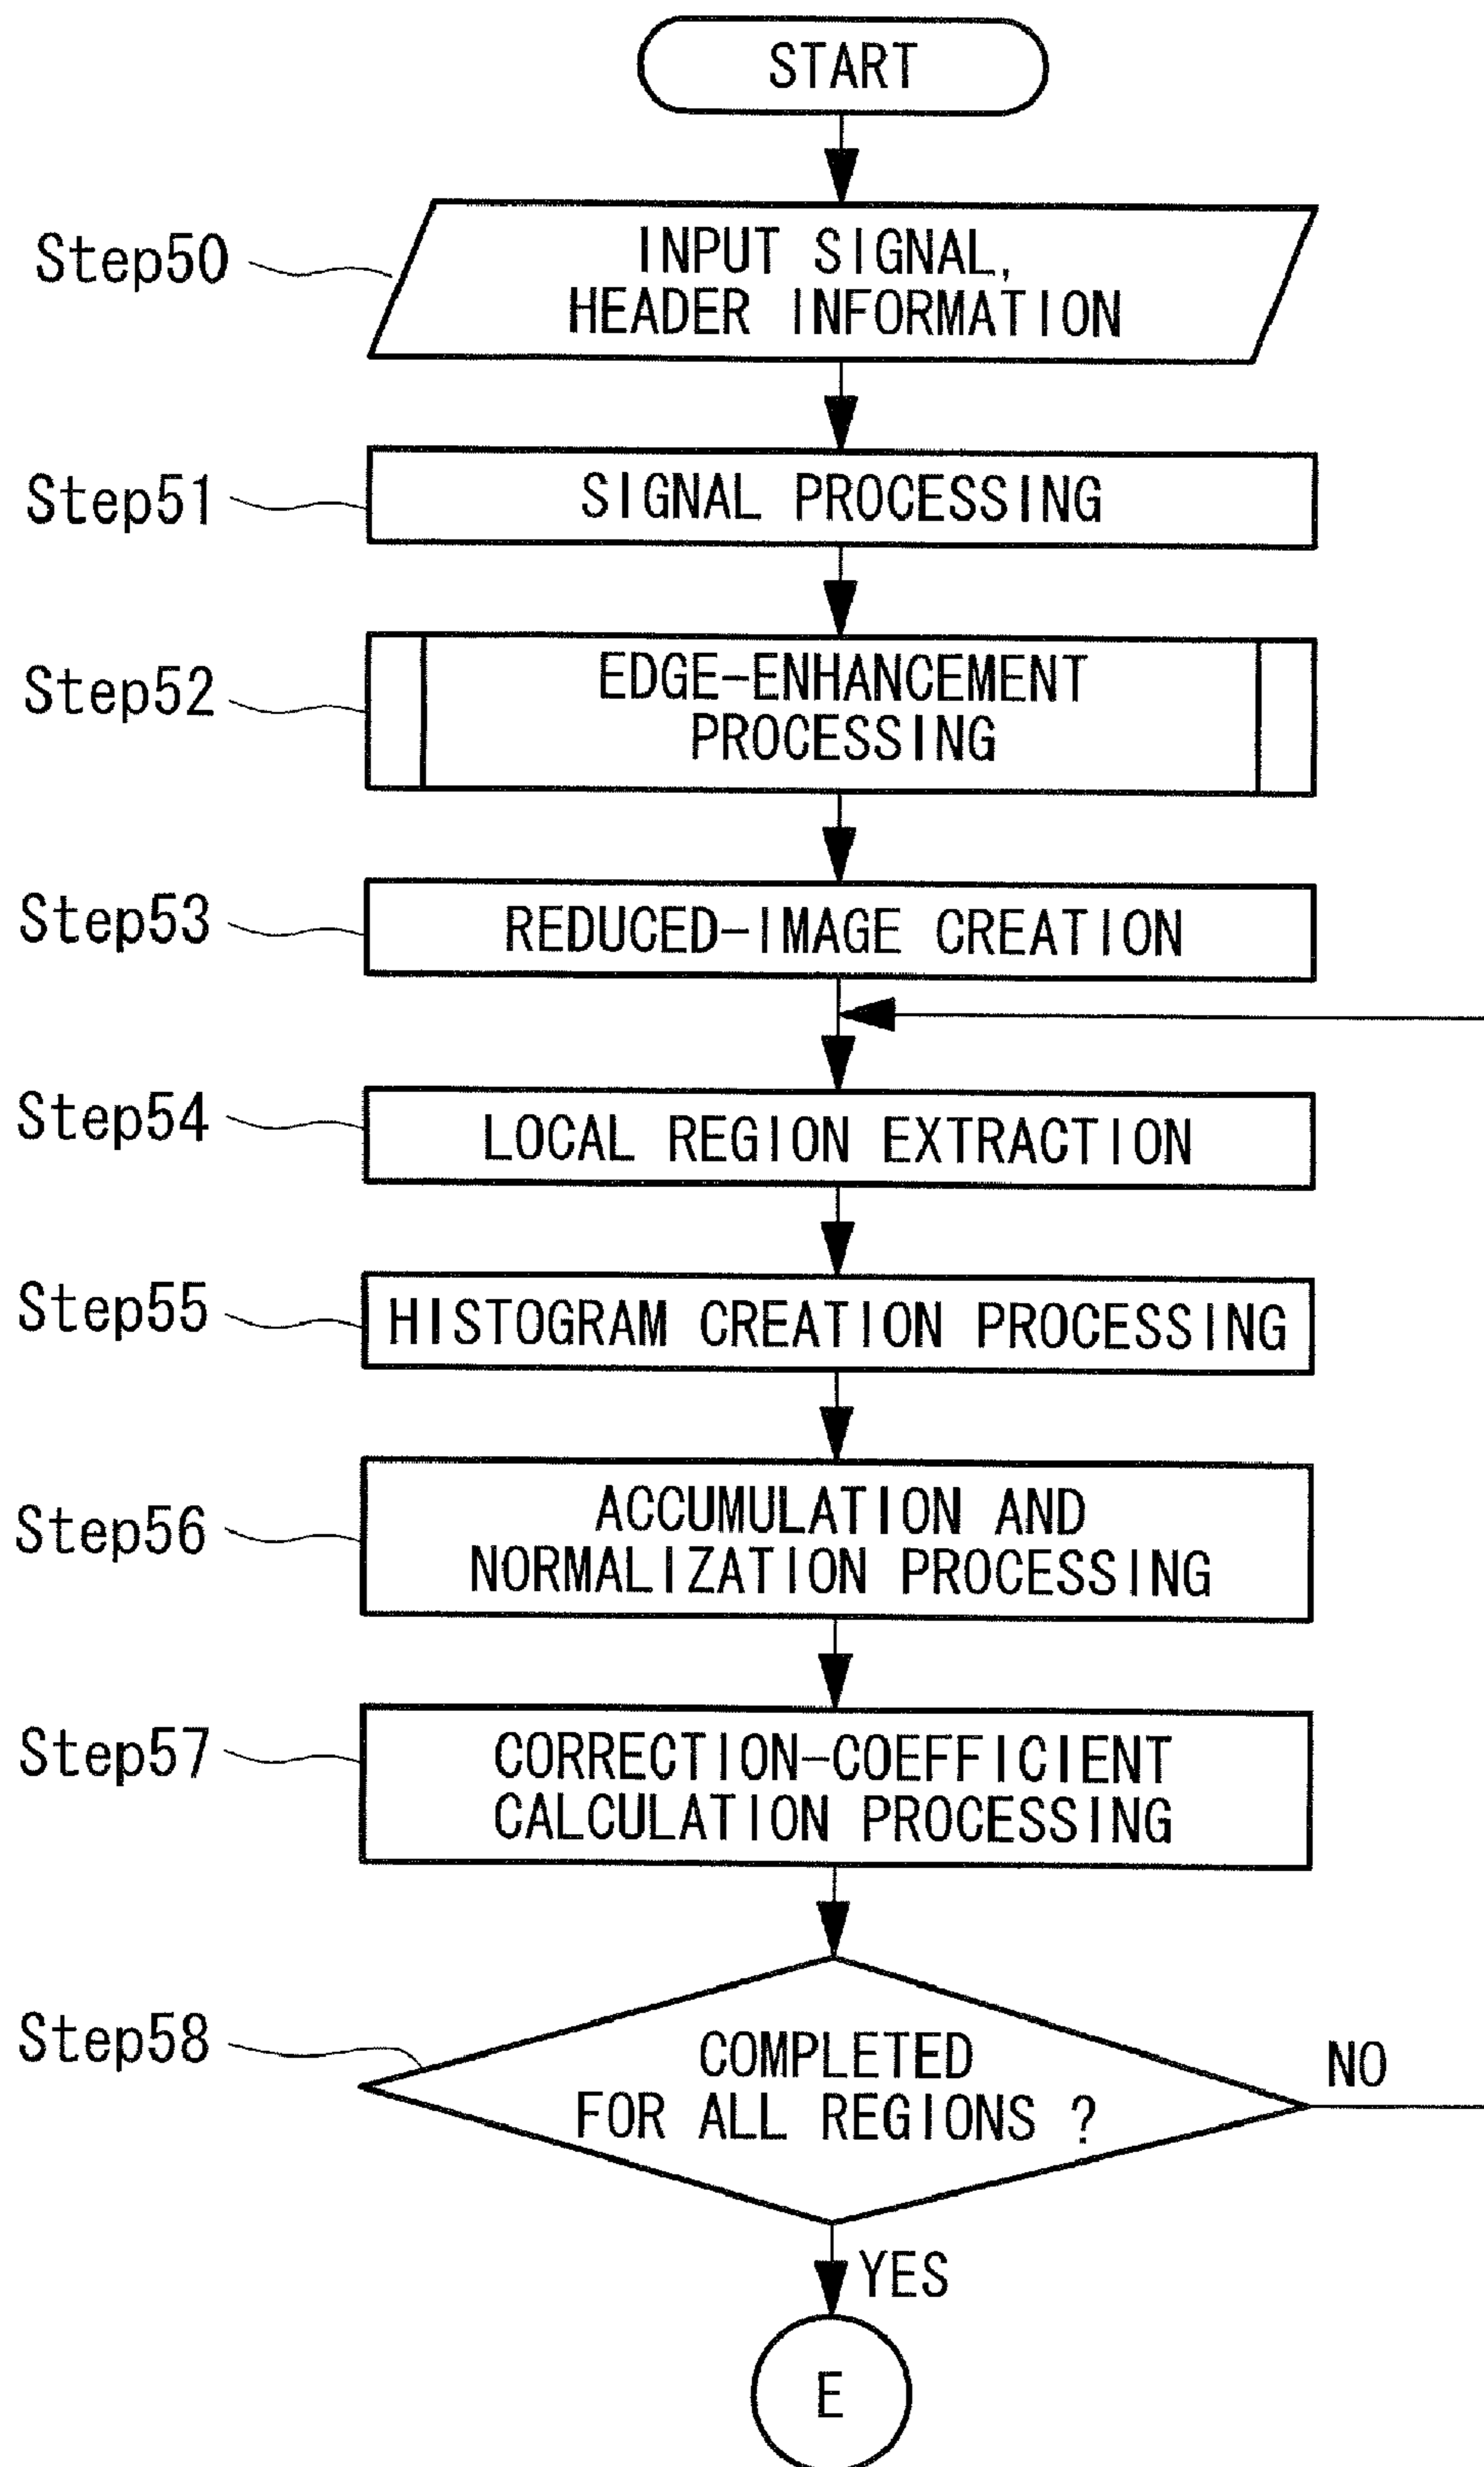 START
Step50
INPUT SIGNAL,
HEADER INFORMATION
Step51
SIGNAL PROCESSING
Step52
EDGE-ENHANCEMENT
PROCESSING
Step53
REDUCED-IMAGE CREATION
Step54
LOCAL REGION EXTRACTION
Step55
HISTOGRAM CREATION PROCESSING
Step56
ACCUMULATION AND
NORMALIZATION PROCESSING
Step57
CORRECTION-COEFFICIENT
CALCULATION PROCESSING
Step58
COMPLETED
FOR ALL REGIONS ?
NO
YES
E